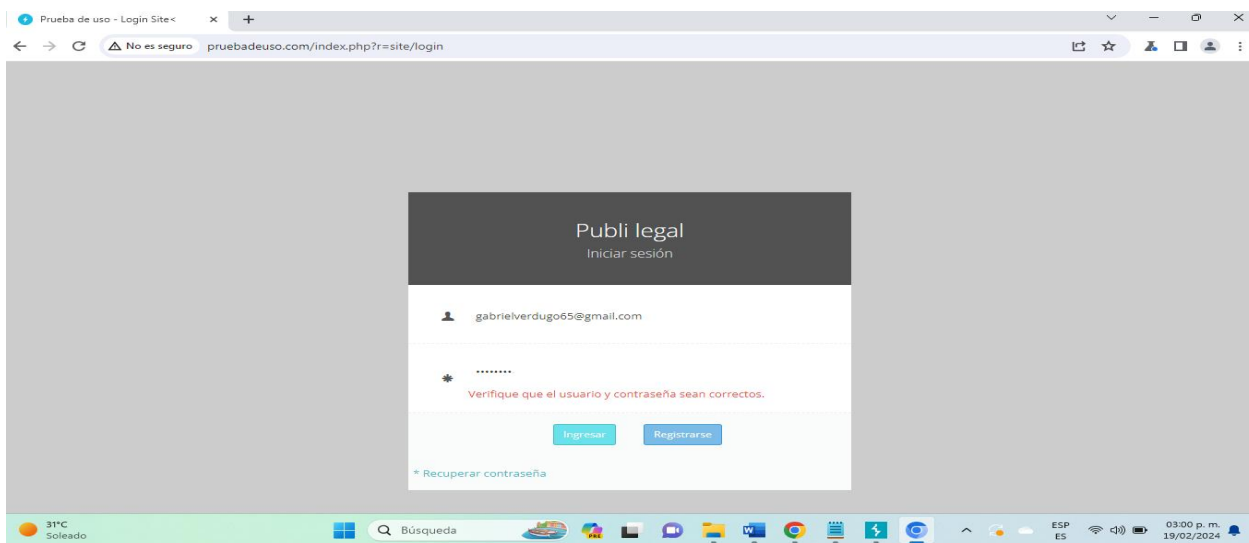 Prueba de uso - Login Site<
No es seguro pruebadeuso.com/index.php?r=site/login
Publi legal
Iniciar sesión
gabrielverdugo65@gmail.com
••••••••
Verifique que el usuario y contraseña sean correctos.
Ingresar Registrarse
* Recuperar contraseña
31°C
Soleado
Búsqueda
PRE
ESP
ES
03:00 p. m.
19/02/2024